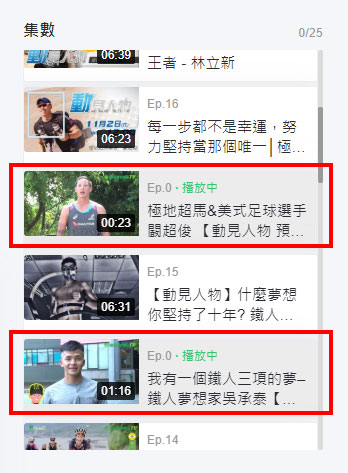 集數
0/25
06:39
王者 - 林立新
動見人物
11月2日
06:23
Ep.16
每一步都不是幸運，努
力堅持當那個唯一│極…
00:23
Ep.0 · 播放中
極地超馬&美式足球選手
關超俊 【動見人物 預…
06:31
Ep.15
【動見人物】什麼夢想
你堅持了十年? 鐵人…
01:16
Ep.0 · 播放中
我有一個鐵人三項的夢–
鐵人夢想家吳承泰【…
Ep.14